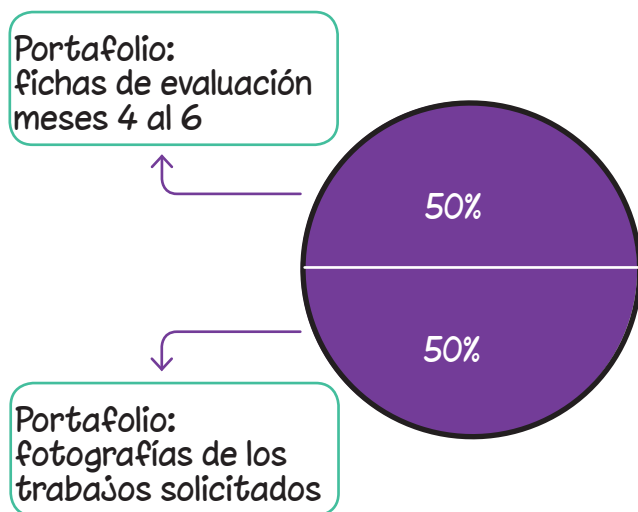 Portafolio:
fichas de evaluación
meses 4 al 6
50%
50%
Portafolio:
fotografías de los
trabajos solicitados